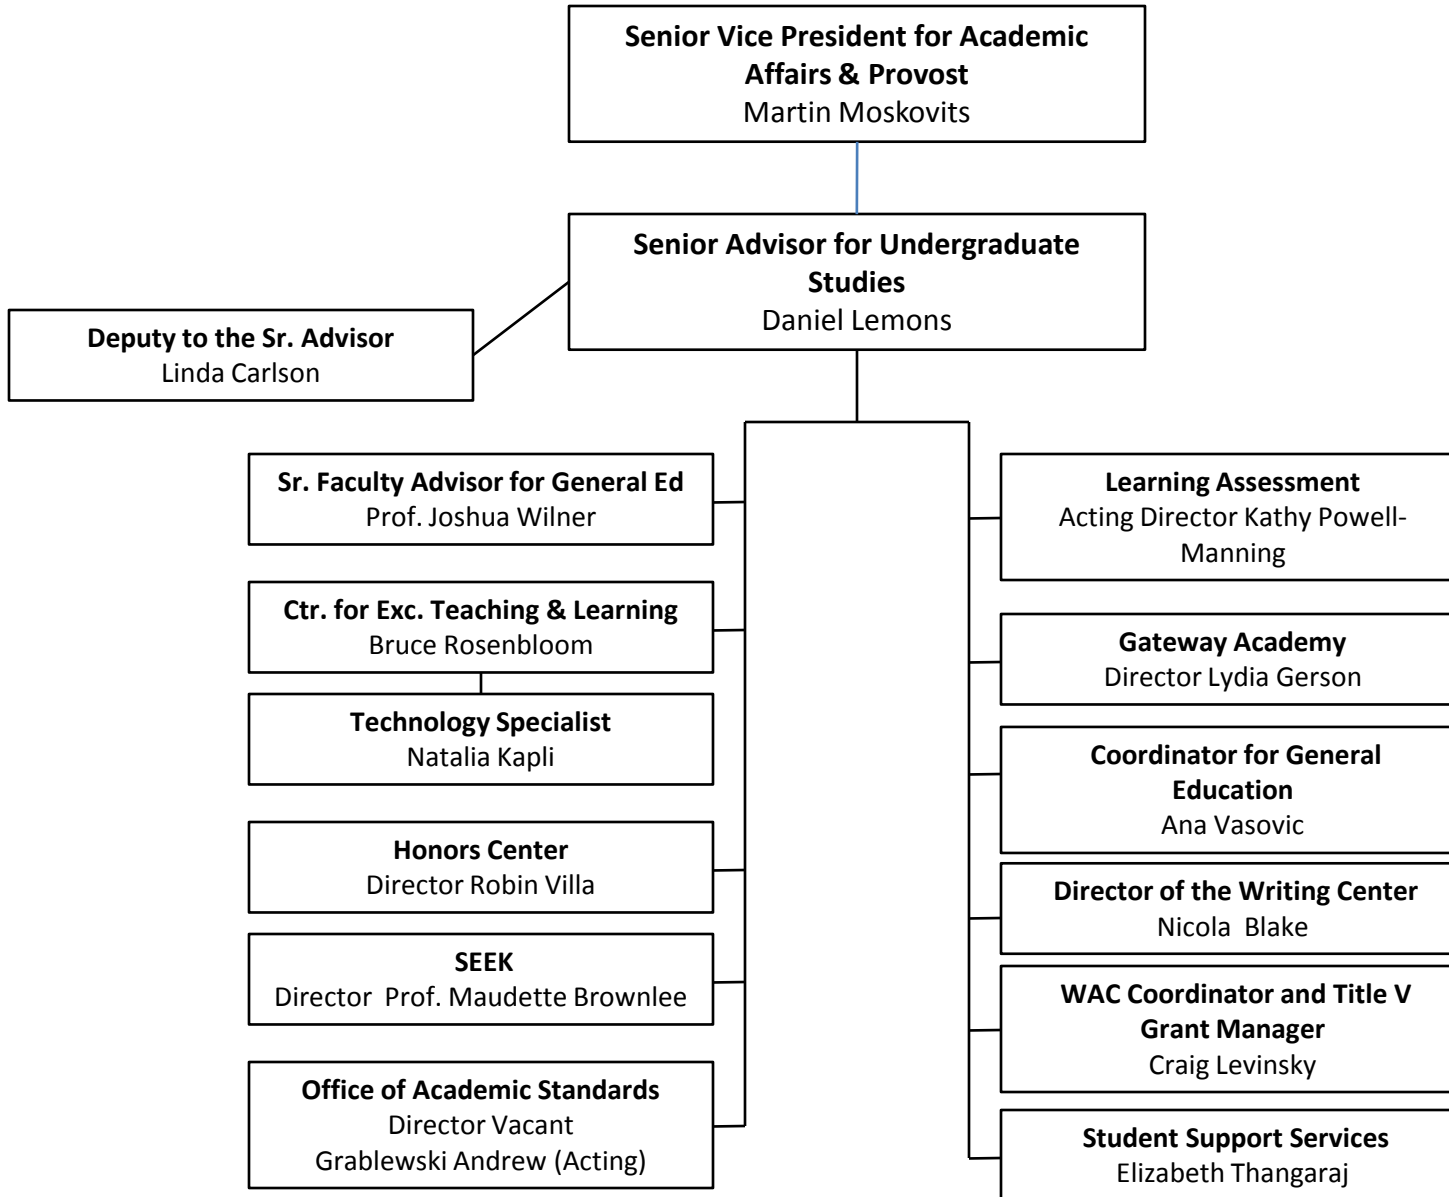 Senior Vice President for Academic
Affairs & Provost
Martin Moskovits
Senior Advisor for Undergraduate
Studies
Daniel Lemons
Deputy to the Sr. Advisor
Linda Carlson
Sr. Faculty Advisor for General Ed
Prof. Joshua Wilner
Ctr. for Exc. Teaching & Learning
Bruce Rosenbloom
Technology Specialist
Natalia Kapli
Honors Center
Director Robin Villa
SEEK
Director  Prof. Maudette Brownlee
Office of Academic Standards
Director Vacant
Grablewski Andrew (Acting)
Learning Assessment
Acting Director Kathy Powell-
Manning
Gateway Academy
Director Lydia Gerson
Coordinator for General
Education
Ana Vasovic
Director of the Writing Center
Nicola  Blake
WAC Coordinator and Title V
Grant Manager
Craig Levinsky
Student Support Services
Elizabeth Thangaraj